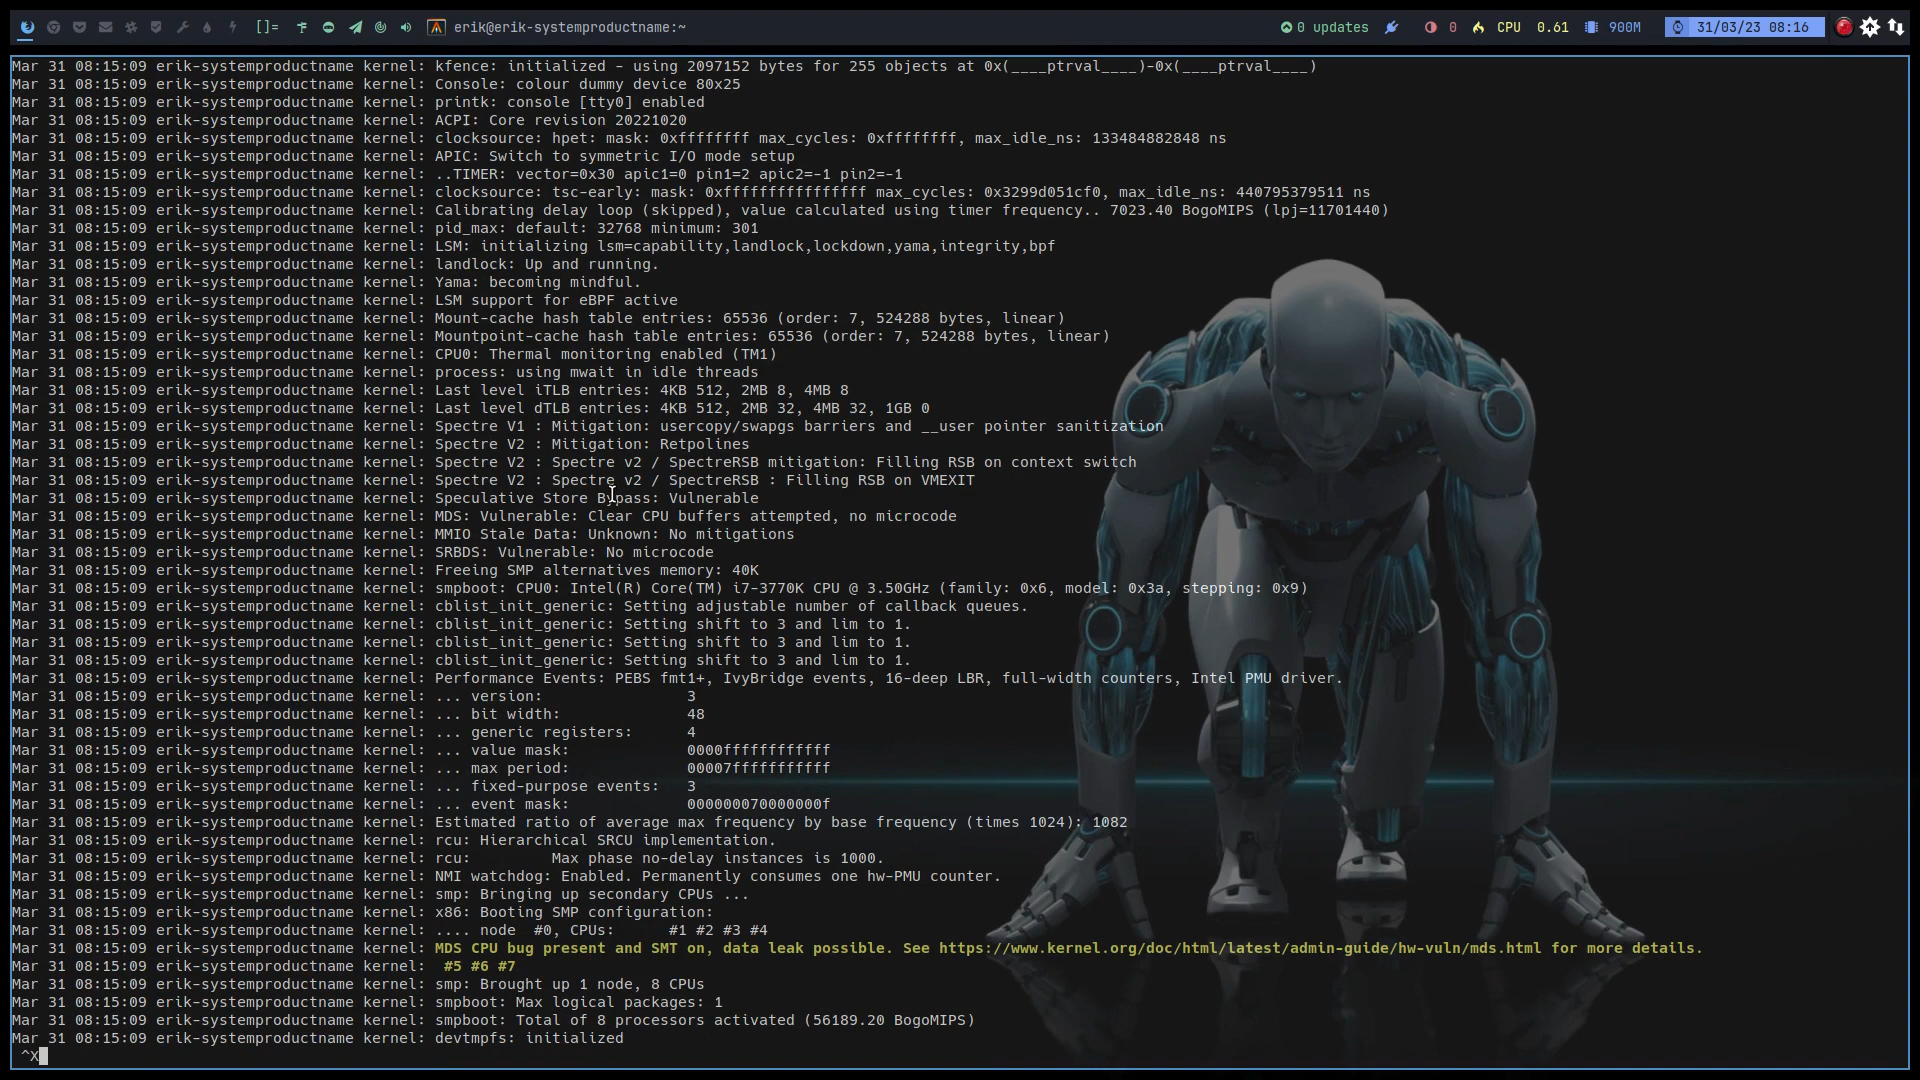 []= erik@erik-systemproductname:~ 0 updates 0 CPU 0.61 900M 31/03/23 08:16
Mar 31 08:15:09 erik-systemproductname kernel: kfence: initialized - using 2097152 bytes for 255 objects at 0x(____ptrval____)-0x(____ptrval____)
Mar 31 08:15:09 erik-systemproductname kernel: Console: colour dummy device 80x25
Mar 31 08:15:09 erik-systemproductname kernel: printk: console [tty0] enabled
Mar 31 08:15:09 erik-systemproductname kernel: ACPI: Core revision 20221020
Mar 31 08:15:09 erik-systemproductname kernel: clocksource: hpet: mask: 0xffffffff max_cycles: 0xffffffff, max_idle_ns: 133484882848 ns
Mar 31 08:15:09 erik-systemproductname kernel: APIC: Switch to symmetric I/O mode setup
Mar 31 08:15:09 erik-systemproductname kernel: ..TIMER: vector=0x30 apic1=0 pin1=2 apic2=-1 pin2=-1
Mar 31 08:15:09 erik-systemproductname kernel: clocksource: tsc-early: mask: 0xffffffffffffffff max_cycles: 0x3299d051cf0, max_idle_ns: 440795379511 ns
Mar 31 08:15:09 erik-systemproductname kernel: Calibrating delay loop (skipped), value calculated using timer frequency.. 7023.40 BogoMIPS (lpj=11701440)
Mar 31 08:15:09 erik-systemproductname kernel: pid_max: default: 32768 minimum: 301
Mar 31 08:15:09 erik-systemproductname kernel: LSM: initializing lsm=capability,landlock,lockdown,yama,integrity,bpf
Mar 31 08:15:09 erik-systemproductname kernel: landlock: Up and running.
Mar 31 08:15:09 erik-systemproductname kernel: Yama: becoming mindful.
Mar 31 08:15:09 erik-systemproductname kernel: LSM support for eBPF active
Mar 31 08:15:09 erik-systemproductname kernel: Mount-cache hash table entries: 65536 (order: 7, 524288 bytes, linear)
Mar 31 08:15:09 erik-systemproductname kernel: Mountpoint-cache hash table entries: 65536 (order: 7, 524288 bytes, linear)
Mar 31 08:15:09 erik-systemproductname kernel: CPU0: Thermal monitoring enabled (TM1)
Mar 31 08:15:09 erik-systemproductname kernel: process: using mwait in idle threads
Mar 31 08:15:09 erik-systemproductname kernel: Last level iTLB entries: 4KB 512, 2MB 8, 4MB 8
Mar 31 08:15:09 erik-systemproductname kernel: Last level dTLB entries: 4KB 512, 2MB 32, 4MB 32, 1GB 0
Mar 31 08:15:09 erik-systemproductname kernel: Spectre V1 : Mitigation: usercopy/swapgs barriers and __user pointer sanitization
Mar 31 08:15:09 erik-systemproductname kernel: Spectre V2 : Mitigation: Retpolines
Mar 31 08:15:09 erik-systemproductname kernel: Spectre V2 : Spectre v2 / SpectreRSB mitigation: Filling RSB on context switch
Mar 31 08:15:09 erik-systemproductname kernel: Spectre V2 : Spectre v2 / SpectreRSB : Filling RSB on VMEXIT
Mar 31 08:15:09 erik-systemproductname kernel: Speculative Store Bypass: Vulnerable
Mar 31 08:15:09 erik-systemproductname kernel: MDS: Vulnerable: Clear CPU buffers attempted, no microcode
Mar 31 08:15:09 erik-systemproductname kernel: MMIO Stale Data: Unknown: No mitigations
Mar 31 08:15:09 erik-systemproductname kernel: SRBDS: Vulnerable: No microcode
Mar 31 08:15:09 erik-systemproductname kernel: Freeing SMP alternatives memory: 40K
Mar 31 08:15:09 erik-systemproductname kernel: smpboot: CPU0: Intel(R) Core(TM) i7-3770K CPU @ 3.50GHz (family: 0x6, model: 0x3a, stepping: 0x9)
Mar 31 08:15:09 erik-systemproductname kernel: cblist_init_generic: Setting adjustable number of callback queues.
Mar 31 08:15:09 erik-systemproductname kernel: cblist_init_generic: Setting shift to 3 and lim to 1.
Mar 31 08:15:09 erik-systemproductname kernel: cblist_init_generic: Setting shift to 3 and lim to 1.
Mar 31 08:15:09 erik-systemproductname kernel: cblist_init_generic: Setting shift to 3 and lim to 1.
Mar 31 08:15:09 erik-systemproductname kernel: Performance Events: PEBS fmt1+, IvyBridge events, 16-deep LBR, full-width counters, Intel PMU driver.
Mar 31 08:15:09 erik-systemproductname kernel: ... version: 3
Mar 31 08:15:09 erik-systemproductname kernel: ... bit width: 48
Mar 31 08:15:09 erik-systemproductname kernel: ... generic registers: 4
Mar 31 08:15:09 erik-systemproductname kernel: ... value mask: 0000ffffffffffff
Mar 31 08:15:09 erik-systemproductname kernel: ... max period: 00007fffffffffff
Mar 31 08:15:09 erik-systemproductname kernel: ... fixed-purpose events: 3
Mar 31 08:15:09 erik-systemproductname kernel: ... event mask: 000000070000000f
Mar 31 08:15:09 erik-systemproductname kernel: Estimated ratio of average max frequency by base frequency (times 1024): 1082
Mar 31 08:15:09 erik-systemproductname kernel: rcu: Hierarchical SRCU implementation.
Mar 31 08:15:09 erik-systemproductname kernel: rcu: Max phase no-delay instances is 1000.
Mar 31 08:15:09 erik-systemproductname kernel: NMI watchdog: Enabled. Permanently consumes one hw-PMU counter.
Mar 31 08:15:09 erik-systemproductname kernel: smp: Bringing up secondary CPUs ...
Mar 31 08:15:09 erik-systemproductname kernel: x86: Booting SMP configuration:
Mar 31 08:15:09 erik-systemproductname kernel: .... node #0, CPUs: #1 #2 #3 #4
Mar 31 08:15:09 erik-systemproductname kernel: MDS CPU bug present and SMT on, data leak possible. See https://www.kernel.org/doc/html/latest/admin-guide/hw-vuln/mds.html for more details.
Mar 31 08:15:09 erik-systemproductname kernel: #5 #6 #7
Mar 31 08:15:09 erik-systemproductname kernel: smp: Brought up 1 node, 8 CPUs
Mar 31 08:15:09 erik-systemproductname kernel: smpboot: Max logical packages: 1
Mar 31 08:15:09 erik-systemproductname kernel: smpboot: Total of 8 processors activated (56189.20 BogoMIPS)
Mar 31 08:15:09 erik-systemproductname kernel: devtmpfs: initialized
^X